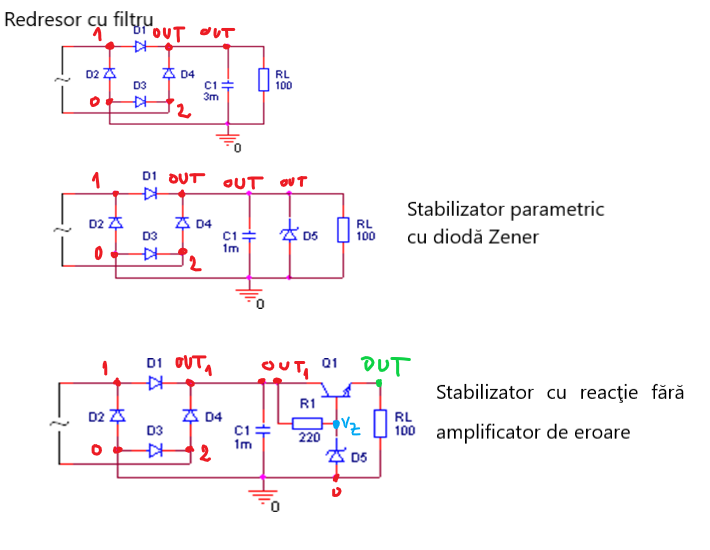 Redresor cu filtru
D1
1 OUT OUT
D2 D4 C1 RL
3m 100
D3
0 2
0
D1
1 OUT OUT OUT
D2 D4 C1 D5 RL
1m 100
D3
0 2
0
Stabilizator parametric
cu diodă Zener
D1 Q1
1 OUT1 OUT1 OUT
R1
D2 D4 C1 RL
1m 220 Vz 100
D3
0 2 D5
0
0
Stabilizator cu reacţie fără
amplificator de eroare